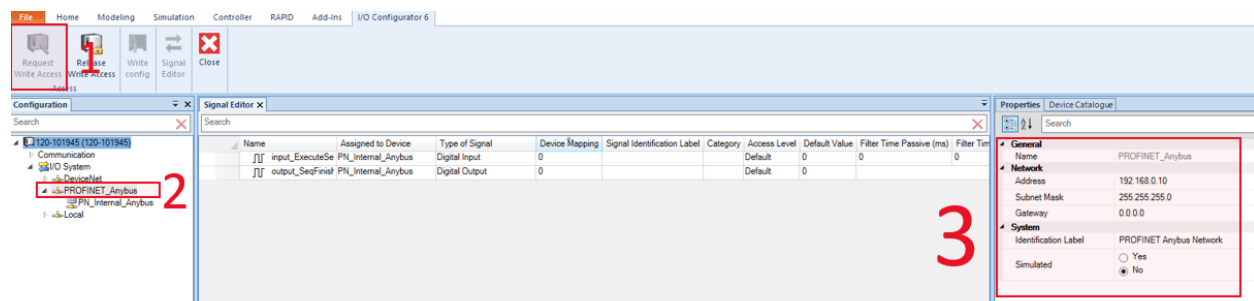 File Home Modeling Simulation Controller RAPID Add-Ins I/O Configurator 6
Request Write Access
Release Write Access
Write config
Signal Editor
Close
Access
1
Configuration
Search
120-101945 (120-101945)
Communication
I/O System
DeviceNet
PROFINET_Anybus
PN_Internal_Anybus
Local
2
Signal Editor X
Search
Name Assigned to Device Type of Signal Device Mapping Signal Identification Label Category Access Level Default Value Filter Time Passive (ms) Filter Tim
input_ExecuteSe PN_Internal_Anybus Digital Input 0 Default 0 0 0
output_SeqFinish PN_Internal_Anybus Digital Output 0 Default 0
3
Properties Device Catalogue
Search
General
Name PROFINET_Anybus
Network
Address 192.168.0.10
Subnet Mask 255.255.255.0
Gateway 0.0.0.0
System
Identification Label PROFINET Anybus Network
Simulated Yes
No